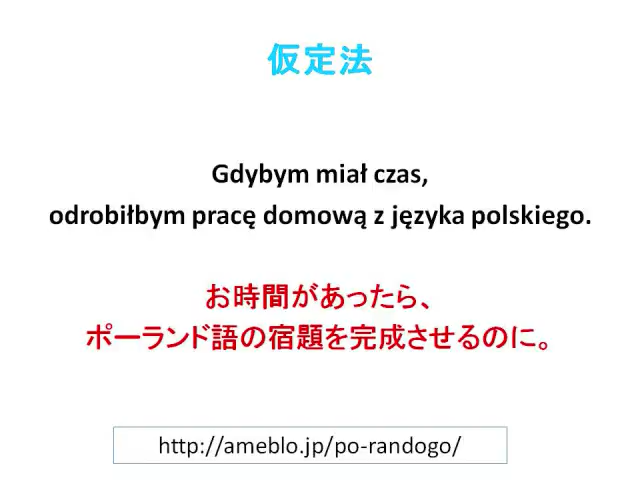 仮定法
Gdybym miał czas,
odrobiłbym pracę domową z języka polskiego.
お時間があったら、
ポーランド語の宿題を完成させるのに。
http://ameblo.jp/po-randogo/